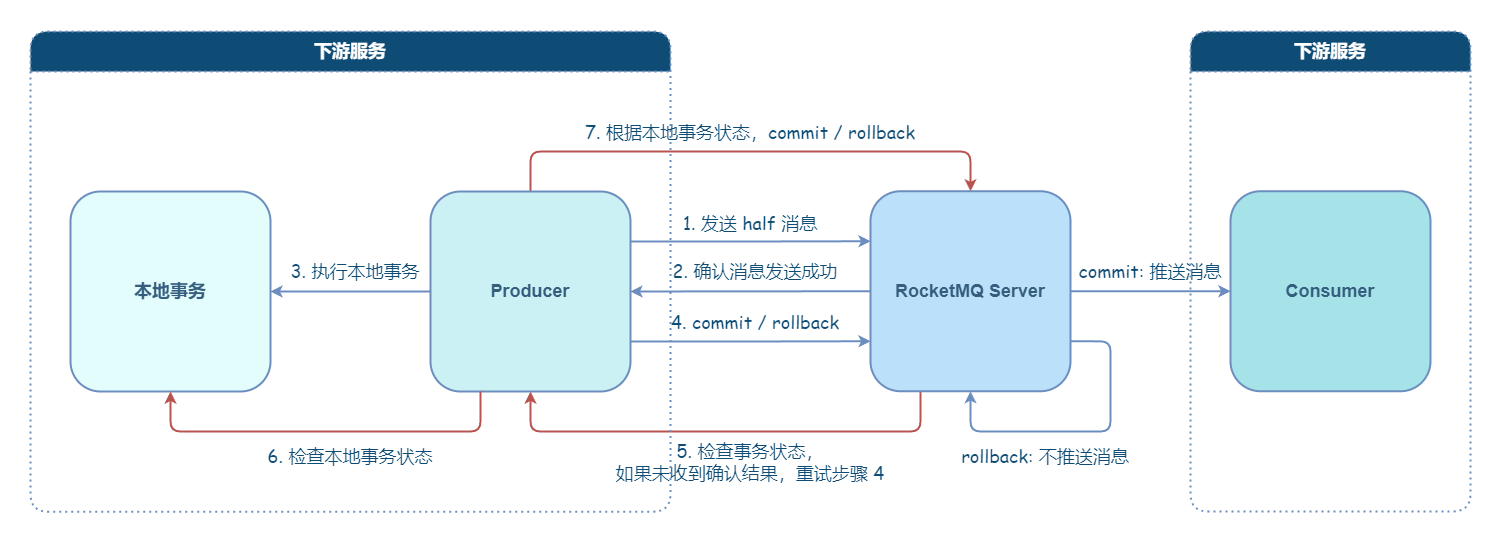 下游服务
下游服务
7. 根据本地事务状态，commit / rollback
1. 发送 half 消息
3. 执行本地事务
2. 确认消息发送成功
commit: 推送消息
本地事务
Producer
RocketMQ Server
Consumer
4. commit / rollback
6. 检查本地事务状态
5. 检查事务状态，
如果未收到确认结果，重试步骤 4
rollback: 不推送消息